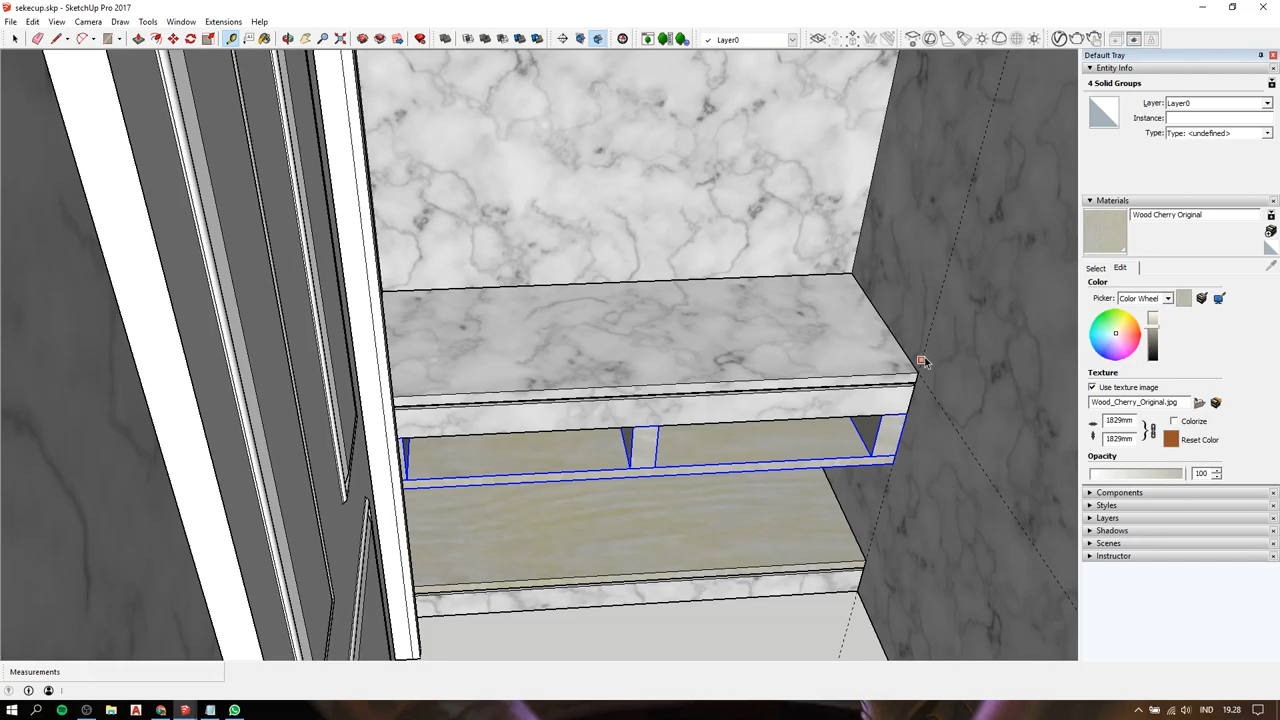 sekecup.skp - SketchUp Pro 2017
File Edit View Camera Draw Tools Window Extensions Help
Layer0
Default Tray
Entity Info
4 Solid Groups
Layer: Layer0
Instance:
Type: Type: <undefined>
Materials
Wood Cherry Original
Select Edit
Color
Picker: Color Wheel
Texture
Use texture image
Wood_Cherry_Original.jpg
1829mm Colorize
1829mm Reset Color
Opacity
100
Components
Styles
Layers
Shadows
Scenes
Instructor
Measurements
IND 19.28